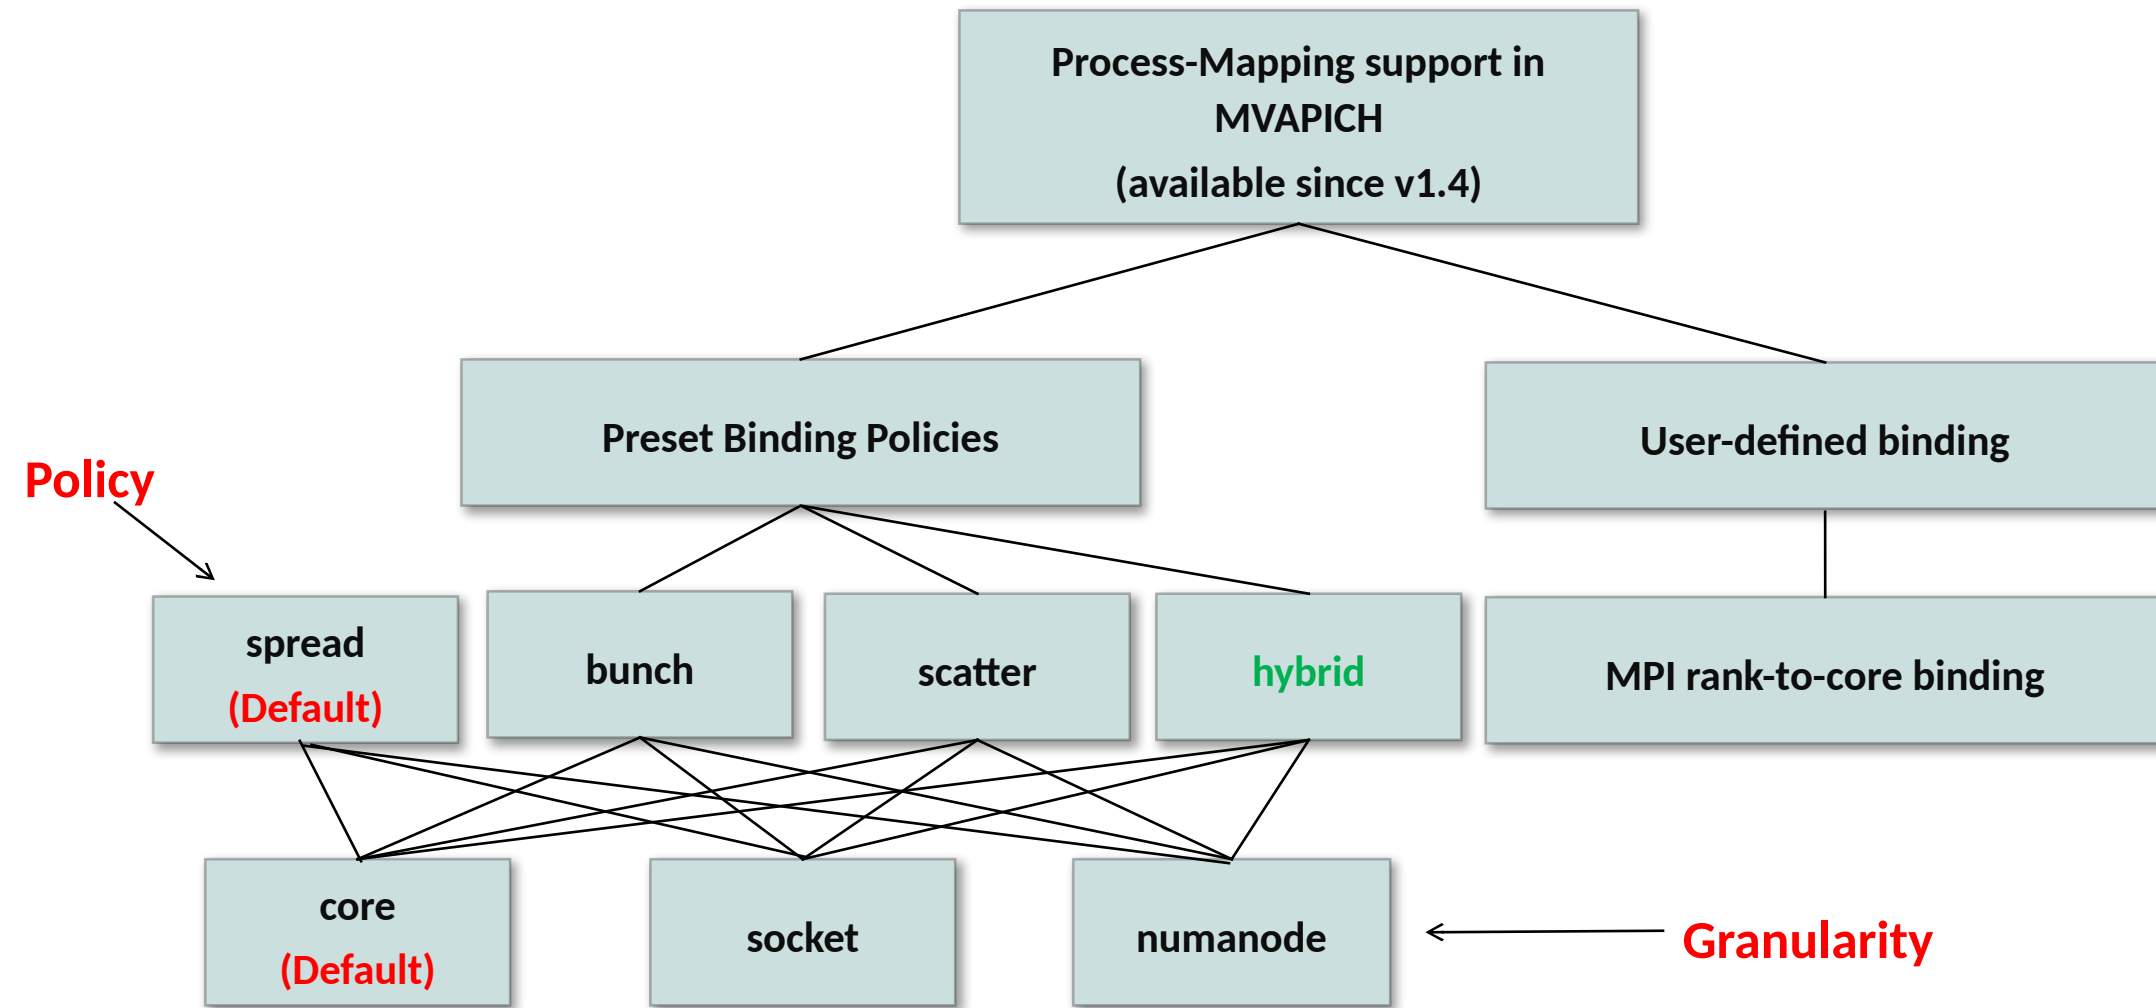 Process-Mapping support in
MVAPICH
(available since v1.4)
Preset Binding Policies
User-defined binding
Policy
spread
(Default)
bunch
scatter
hybrid
MPI rank-to-core binding
core
(Default)
socket
numanode
Granularity